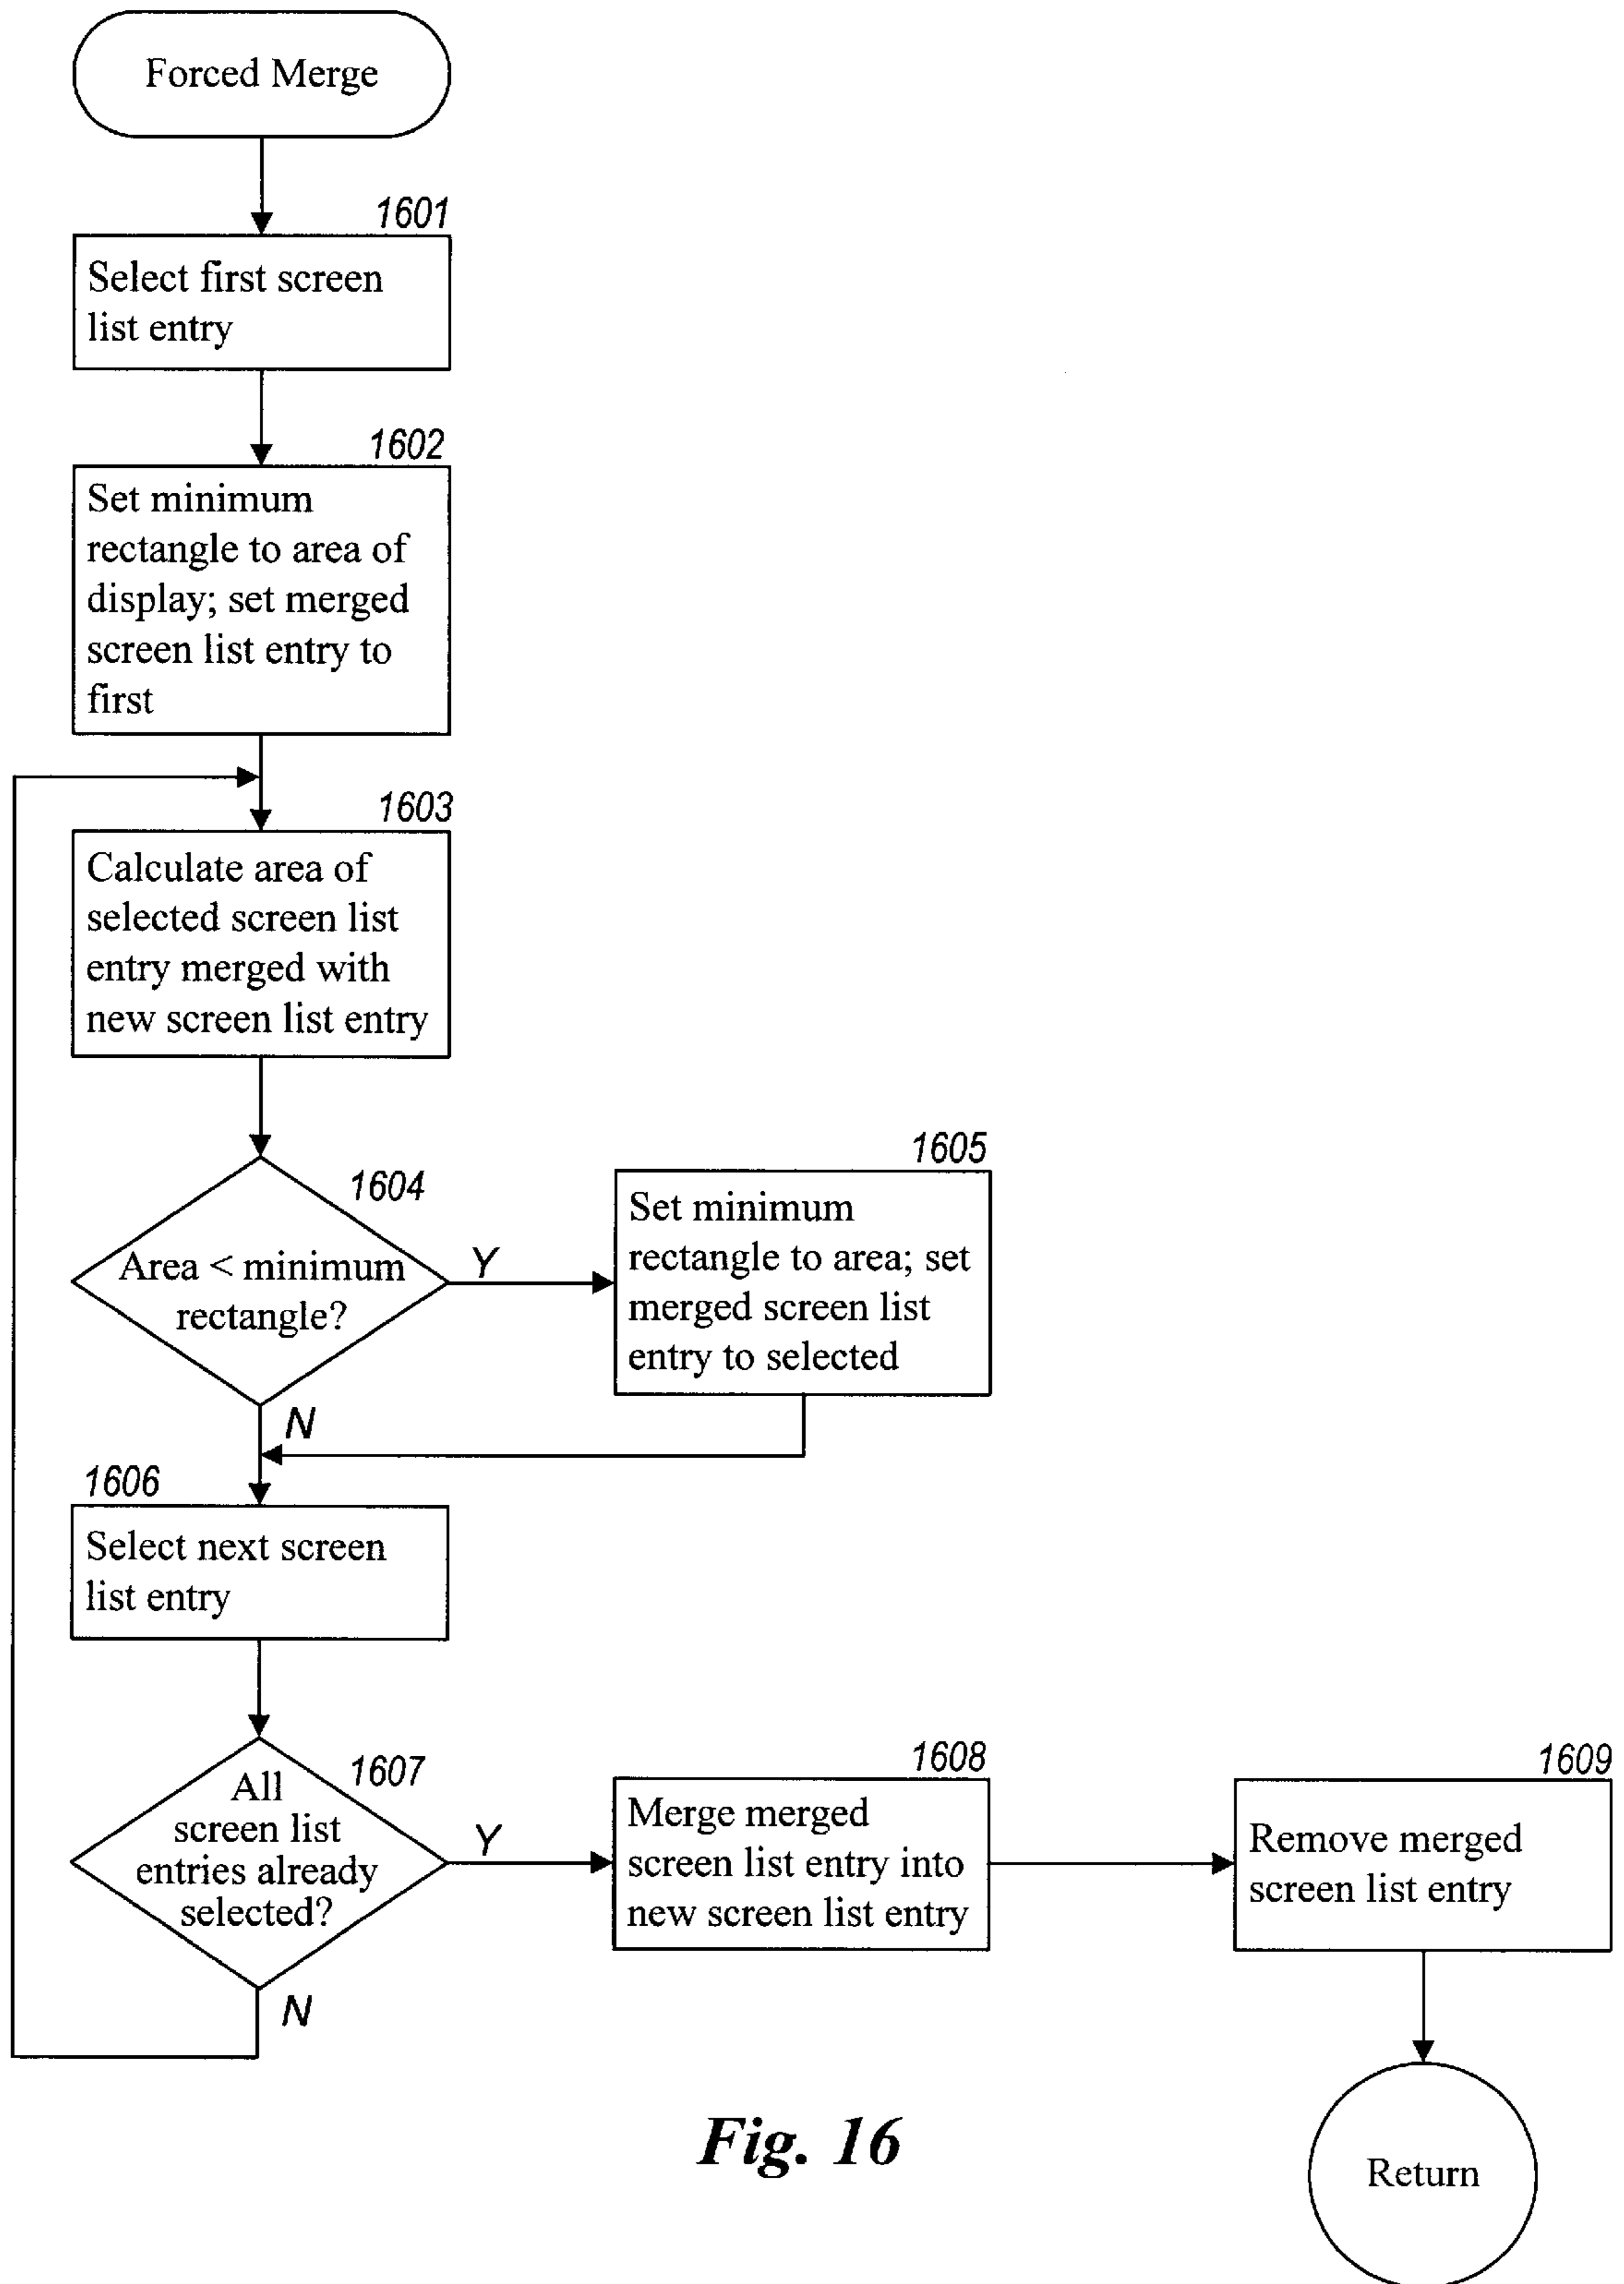 Forced Merge
1601
Select first screen
list entry
1602
Set minimum
rectangle to area of
display; set merged
screen list entry to
first
1603
Calculate area of
selected screen list
entry merged with
new screen list entry
1604
Area < minimum
rectangle?
Y
N
1605
Set minimum
rectangle to area; set
merged screen list
entry to selected
1606
Select next screen
list entry
1607
All
screen list
entries already
selected?
Y
N
1608
Merge merged
screen list entry into
new screen list entry
1609
Remove merged
screen list entry
Return
Fig. 16